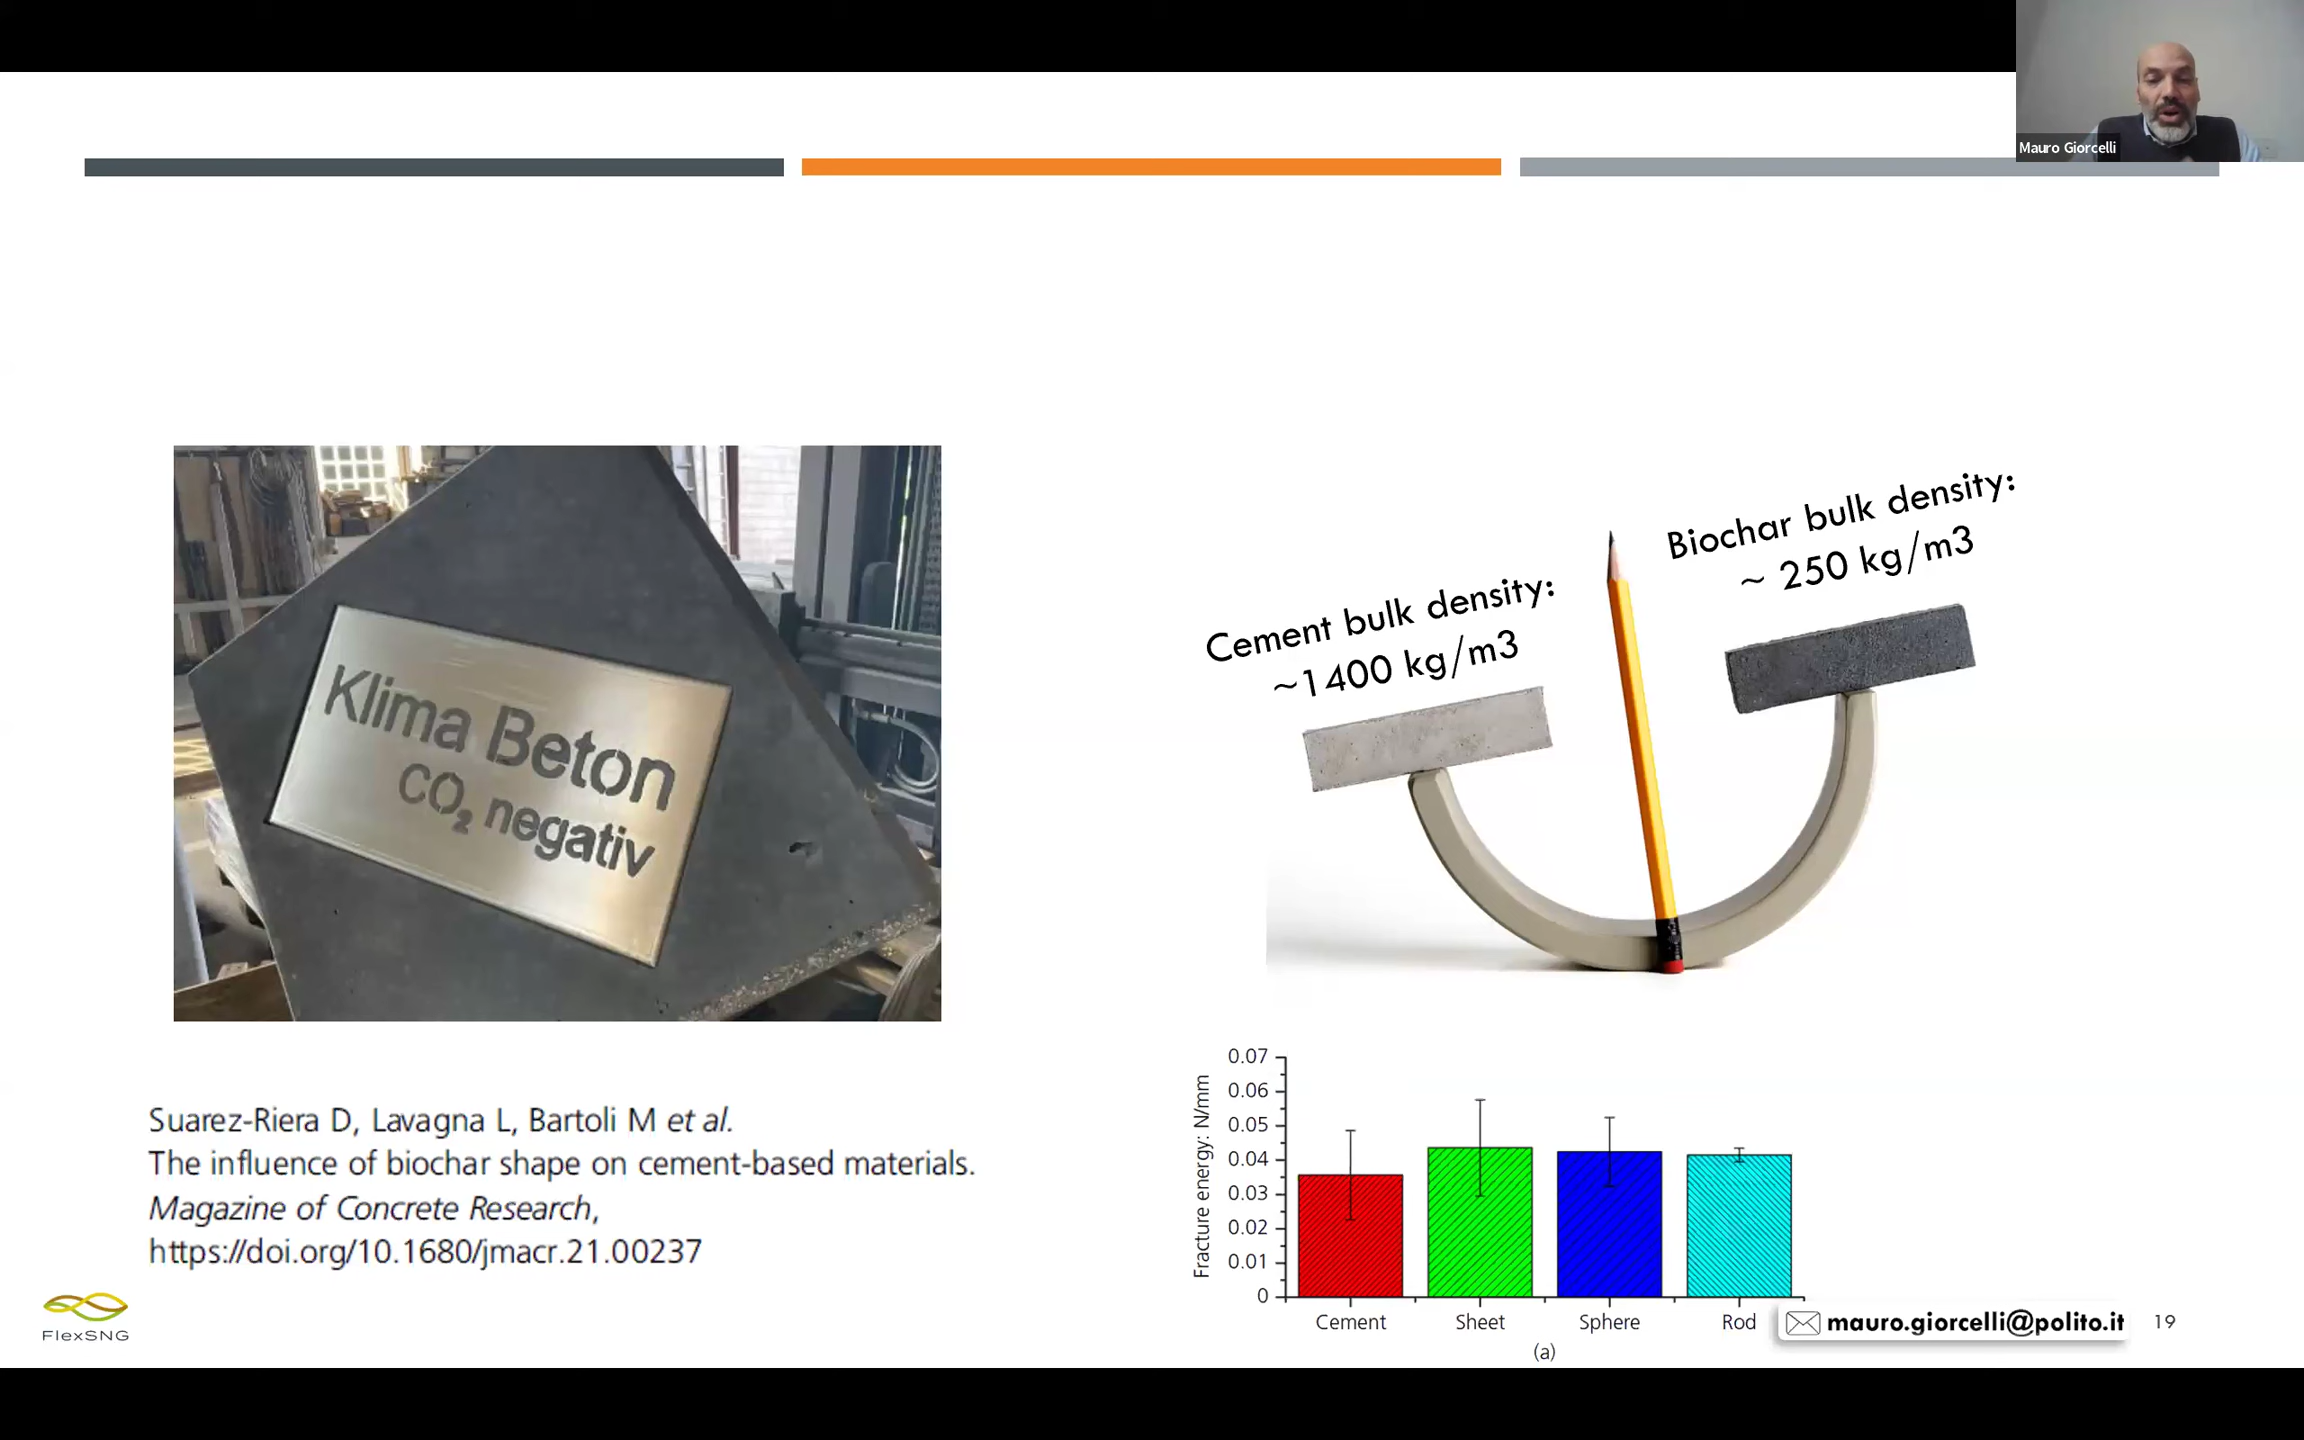 Mauro Giorcelli
Klima Beton
CO₂ negativ
Biochar bulk density:
~ 250 kg/m3
Cement bulk density:
~1400 kg/m3
Suarez-Riera D, Lavagna L, Bartoli M et al.
The influence of biochar shape on cement-based materials.
Magazine of Concrete Research,
https://doi.org/10.1680/jmacr.21.00237
Fracture energy: N/mm
0.07
0.06
0.05
0.04
0.03
0.02
0.01
0
Cement Sheet Sphere Rod
(a)
FlexSNG
mauro.giorcelli@polito.it
19